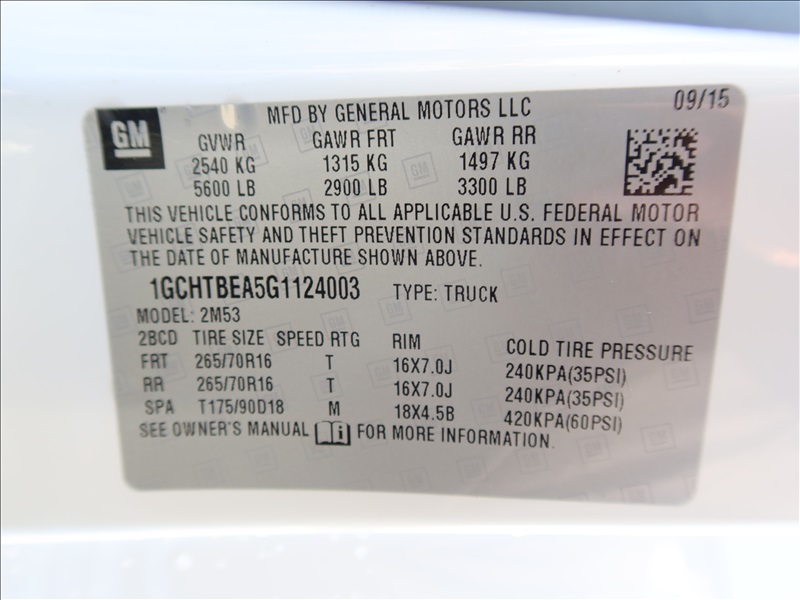 GM
MFD BY GENERAL MOTORS LLC
09/15
GVWR GAWR FRT GAWR RR
2540 KG 1315 KG 1497 KG
5600 LB 2900 LB 3300 LB
THIS VEHICLE CONFORMS TO ALL APPLICABLE U.S. FEDERAL MOTOR
VEHICLE SAFETY AND THEFT PREVENTION STANDARDS IN EFFECT ON
THE DATE OF MANUFACTURE SHOWN ABOVE.
1GCHTBEA5G1124003 TYPE: TRUCK
MODEL: 2M53
2BCD TIRE SIZE SPEED RTG RIM COLD TIRE PRESSURE
FRT 265/70R16 T 16X7.0J 240KPA(35PSI)
RR 265/70R16 T 16X7.0J 240KPA(35PSI)
SPA T175/90D18 M 18X4.5B 420KPA(60PSI)
SEE OWNER'S MANUAL i FOR MORE INFORMATION.